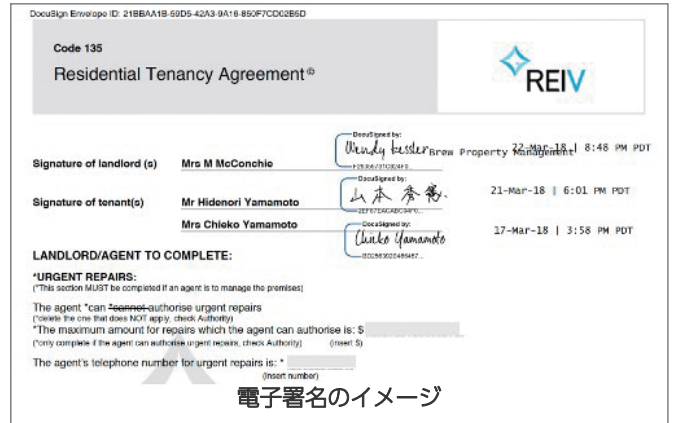 DocuSign Envelope ID: 21BBAA1B-59D5-42A3-9A16-850F7CD02B5D
Code 135
Residential Tenancy Agreement©
REIV
DocuSigned by:
Wendy Kessler Brew Property Management 22-Mar-18 | 8:48 PM PDT
Signature of landlord (s) Mrs M McConchie
DocuSigned by:
Signature of tenant(s) Mr Hidenori Yamamoto 山本秀憲. 21-Mar-18 | 6:01 PM PDT
Mrs Chieko Yamamoto
DocuSigned by:
Chieko Yamamoto 17-Mar-18 | 3:58 PM PDT
LANDLORD/AGENT TO COMPLETE:
*URGENT REPAIRS:
(*This section MUST be completed if an agent is to manage the premises)
The agent *can *cannot authorise urgent repairs
(*delete the one that does NOT apply, check Authority)
*The maximum amount for repairs which the agent can authorise is: $
(*only complete if the agent can authorise urgent repairs, check Authority) (insert $)
The agent's telephone number for urgent repairs is: *
(insert number)
電子署名のイメージ